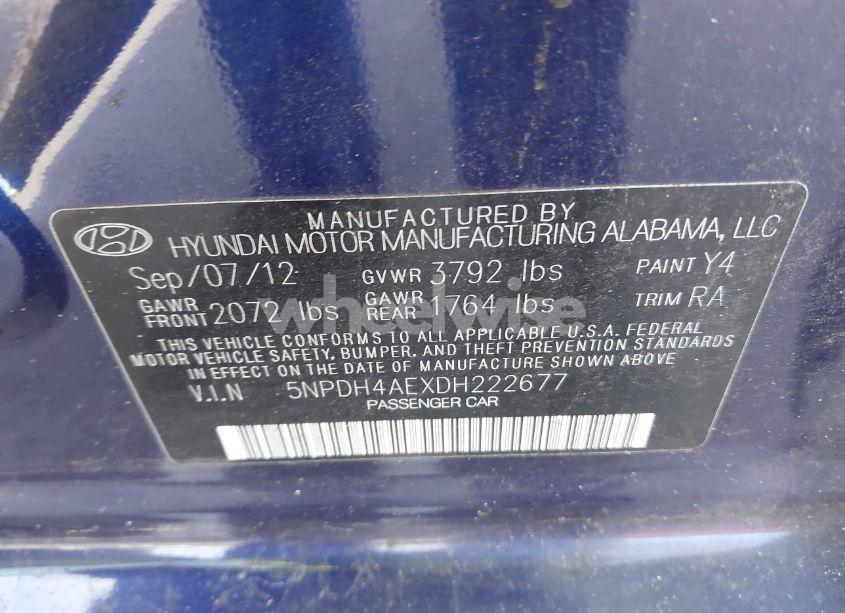 MANUFACTURED BY
HYUNDAI MOTOR MANUFACTURING ALABAMA, LLC
Sep/07/12 GVWR 3792 lbs PAINT Y4
GAWR FRONT 2072 lbs GAWR REAR 1764 lbs TRIM RA
THIS VEHICLE CONFORMS TO ALL APPLICABLE U.S.A. FEDERAL
MOTOR VEHICLE SAFETY, BUMPER, AND THEFT PREVENTION STANDARDS
IN EFFECT ON THE DATE OF MANUFACTURE SHOWN ABOVE
V.I.N 5NPDH4AEXDH222677
PASSENGER CAR
wheelwise